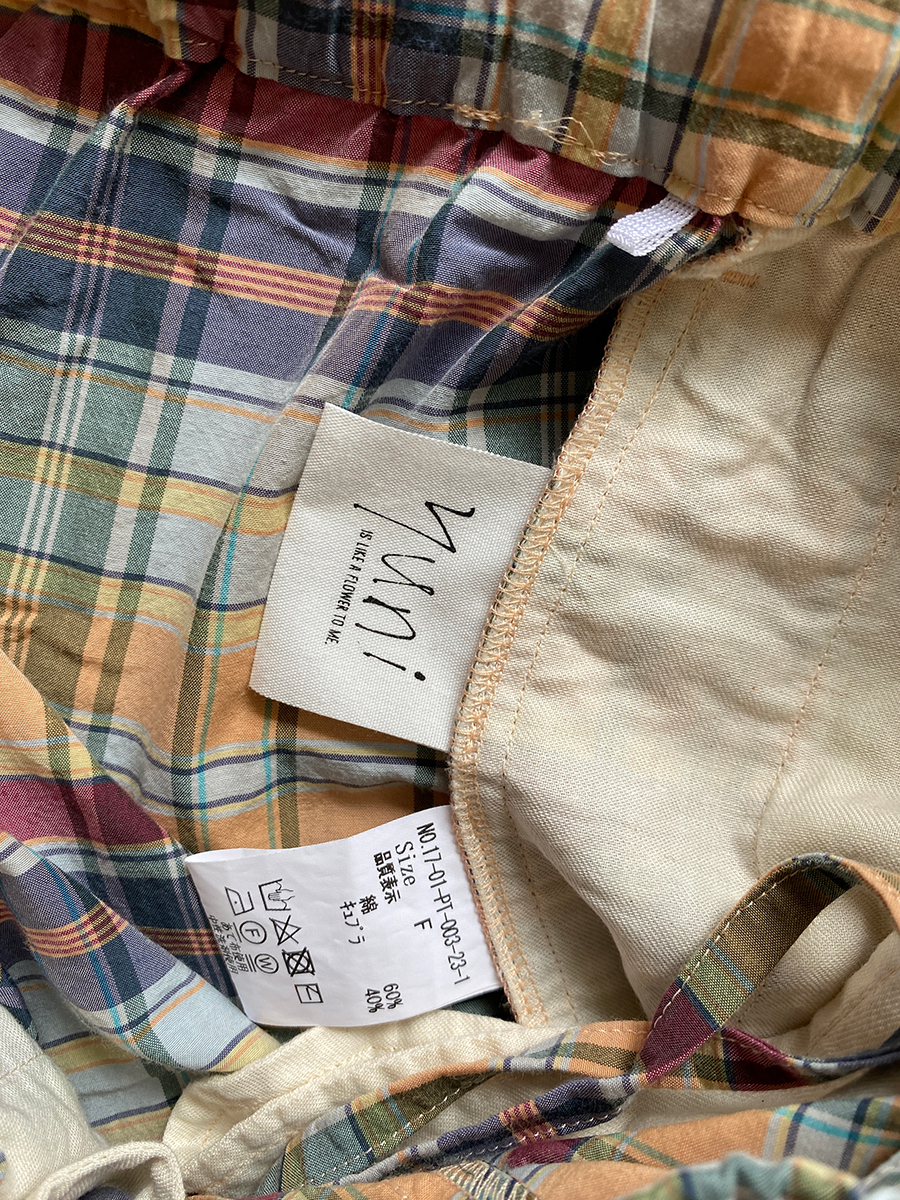 nuni
IS LIKE A FLOWER TO ME.
NO.17-01-PT-003-23-1
Size F
品質表示
綿 60%
ｷｭﾌﾟﾗ 40%
F
W